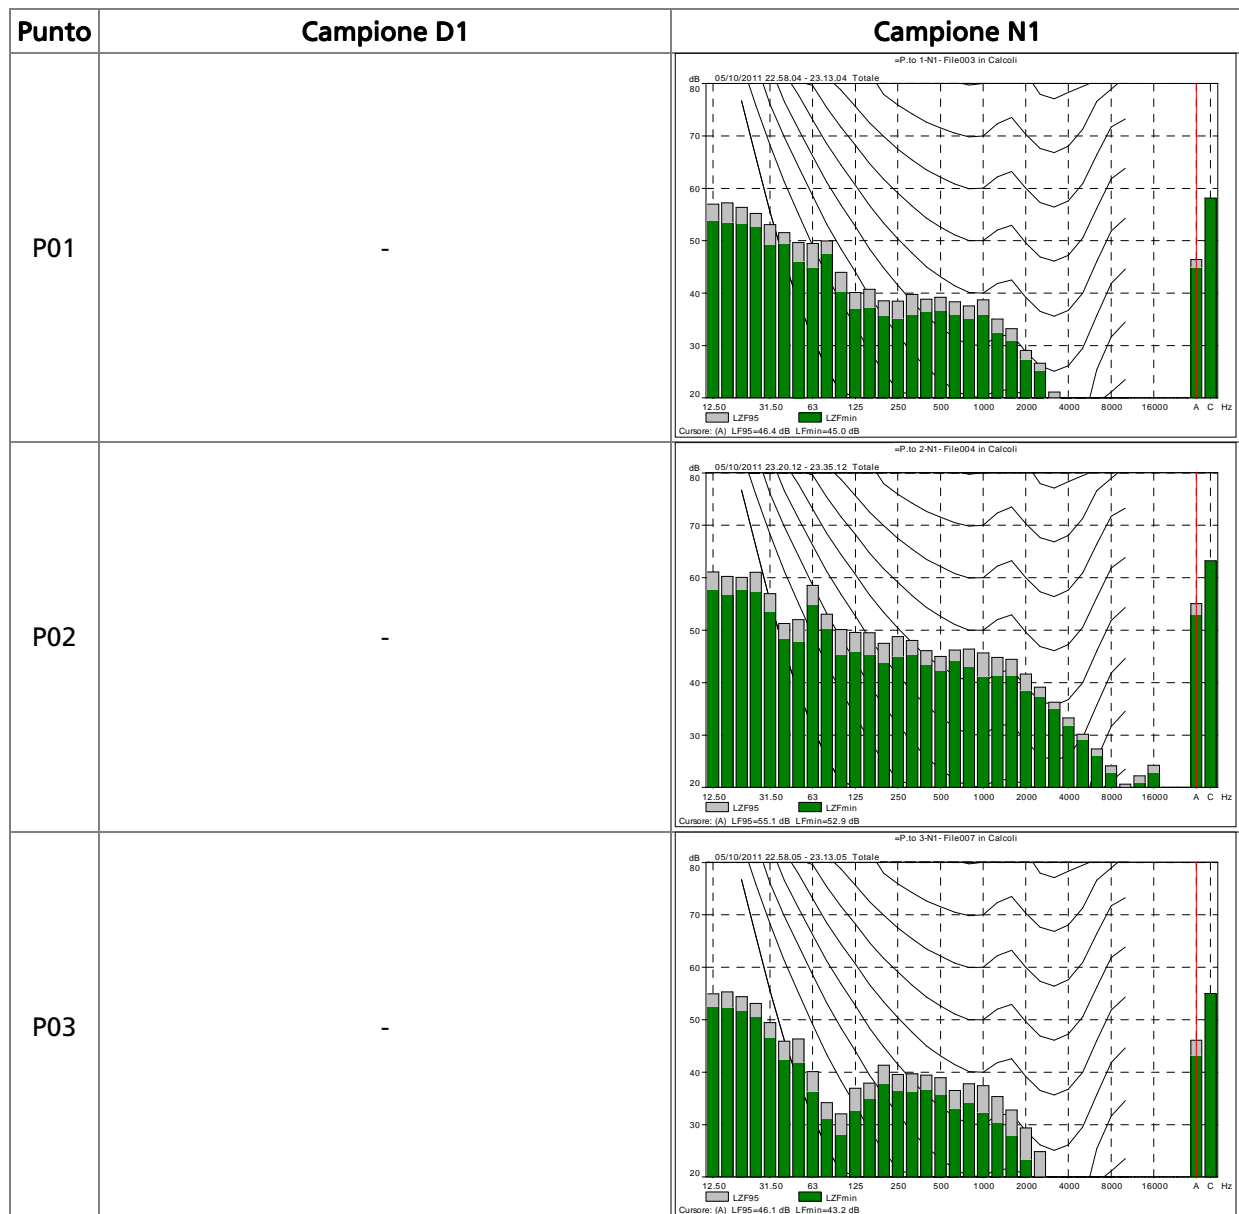 Punto Campione D1 Campione N1
P01 -
=P.to 1-N1- File003 in Calcoli
dB 05/10/2011 22.58.04 - 23.13.04 Totale
80
70
60
50
40
30
20
12.50 31.50 63 125 250 500 1000 2000 4000 8000 16000 A C Hz
LZF95 LZFmin
Cursore: (A) LF95=46.4 dB LFmin=45.0 dB
P02 -
=P.to 2-N1- File004 in Calcoli
dB 05/10/2011 23.20.12 - 23.35.12 Totale
80
70
60
50
40
30
20
12.50 31.50 63 125 250 500 1000 2000 4000 8000 16000 A C Hz
LZF95 LZFmin
Cursore: (A) LF95=55.1 dB LFmin=52.9 dB
P03 -
=P.to 3-N1- File007 in Calcoli
dB 05/10/2011 22.58.05 - 23.13.05 Totale
80
70
60
50
40
30
20
12.50 31.50 63 125 250 500 1000 2000 4000 8000 16000 A C Hz
LZF95 LZFmin
Cursore: (A) LF95=46.1 dB LFmin=43.2 dB